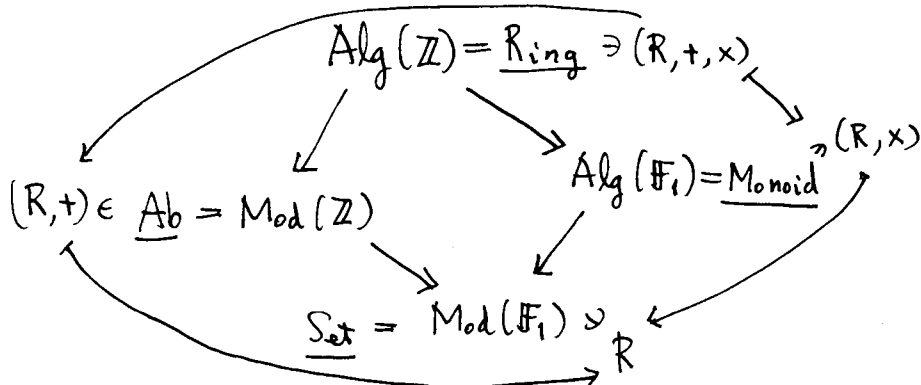 Alg(ℤ) = Ring ∋ (R, +, ×)
Alg(𝔽₁) = Monoid ∋ (R, ×)
(R, +) ∈ Ab = Mod(ℤ)
Set = Mod(𝔽₁) ∋ R